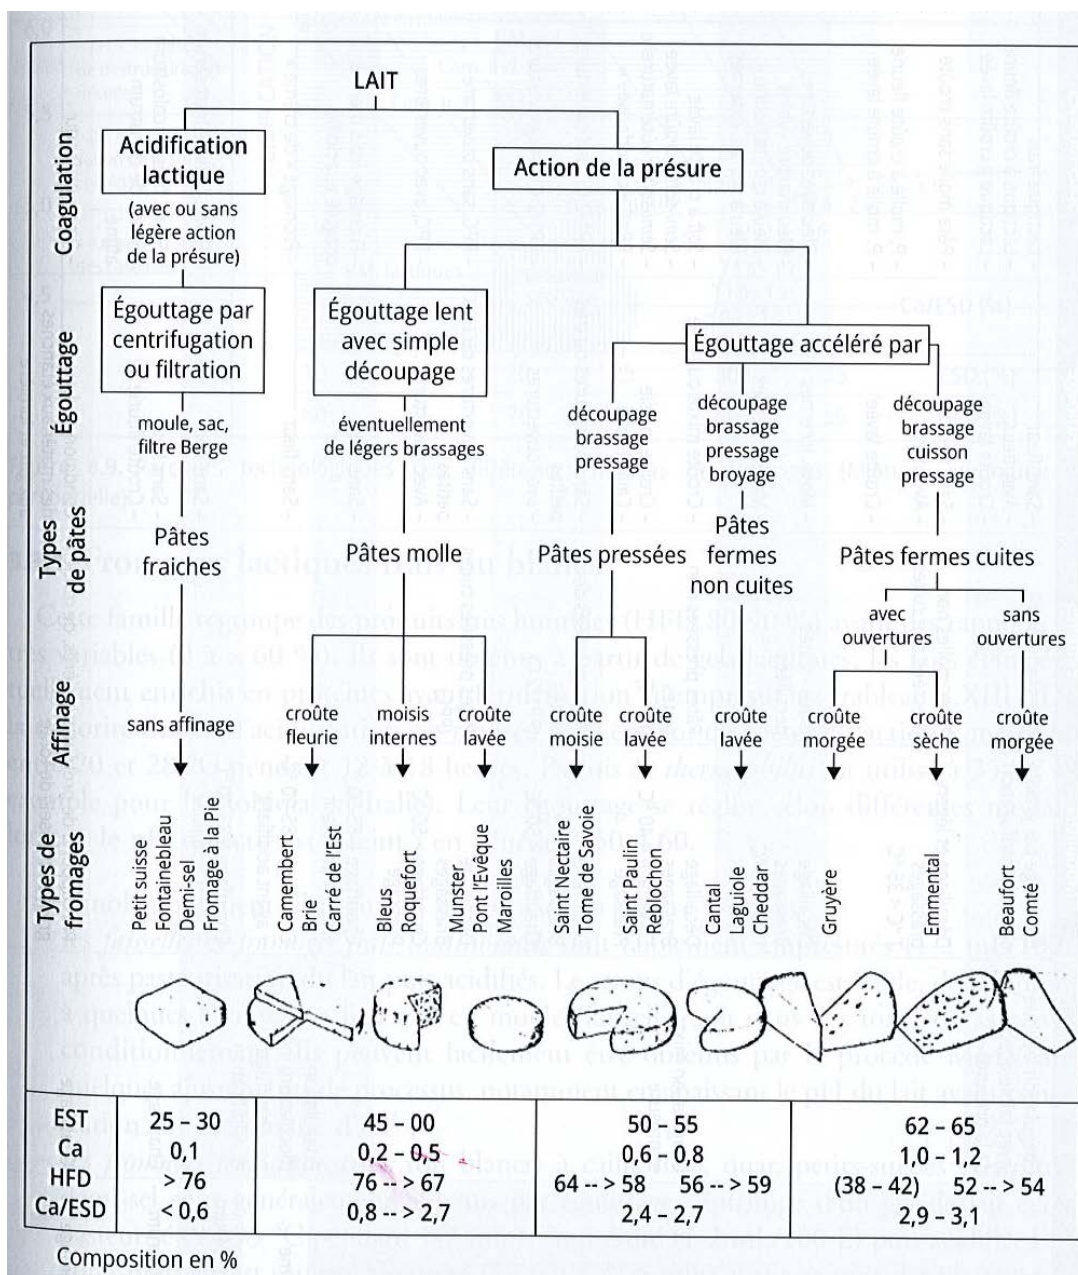 LAIT
Coagulation
Acidification
lactique
(avec ou sans
légère action
de la présure)
Action de la présure
Égouttage
Égouttage par
centrifugation
ou filtration
Égouttage lent
avec simple
découpage
Égouttage accéléré par
moule, sac,
filtre Berge
éventuellement
de légers brassages
découpage
brassage
pressage
découpage
brassage
pressage
broyage
découpage
brassage
cuisson
pressage
Types
de pâtes
Pâtes
fraiches
Pâtes molle
Pâtes pressées
Pâtes
fermes
non cuites
Pâtes fermes cuites
avec
ouvertures
sans
ouvertures
Affinage
sans affinage
croûte
fleurie
moisis
internes
croûte
lavée
croûte
moisie
croûte
lavée
croûte
lavée
croûte
morgée
croûte
sèche
croûte
morgée
Types de
fromages
Petit suisse
Fontainebleau
Demi-sel
Fromage à la Pie
Camembert
Brie
Carré de l'Est
Bleus
Roquefort
Munster
Pont l'Évêque
Maroilles
Saint Nectaire
Tome de Savoie
Saint Paulin
Reblochon
Cantal
Laguiole
Cheddar
Gruyère
Emmental
Beaufort
Comté
EST 25 – 30 45 – 00 50 – 55 62 – 65
Ca 0,1 0,2 – 0,5 0,6 – 0,8 1,0 – 1,2
HFD >76 76 --> 67 64 --> 58 56 --> 59 (38 – 42) 52 --> 54
Ca/ESD < 0,6 0,8 --> 2,7 2,4 – 2,7 2,9 – 3,1
Composition en %